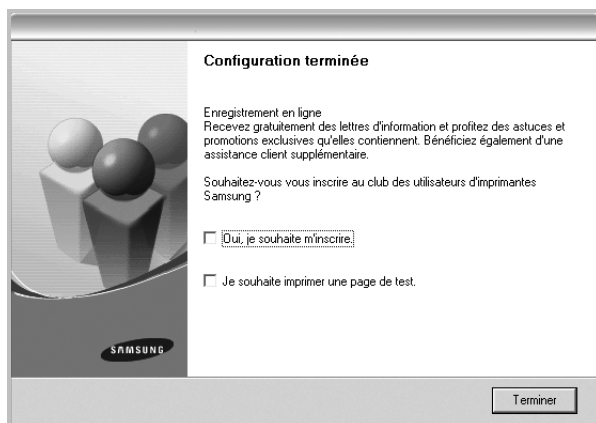 Configuration terminée
Enregistrement en ligne
Recevez gratuitement des lettres d'information et profitez des astuces et
promotions exclusives qu'elles contiennent. Bénéficiez également d'une
assistance client supplémentaire.
Souhaitez-vous vous inscrire au club des utilisateurs d'imprimantes
Samsung ?
Oui, je souhaite m'inscrire.
Je souhaite imprimer une page de test.
SAMSUNG
Terminer